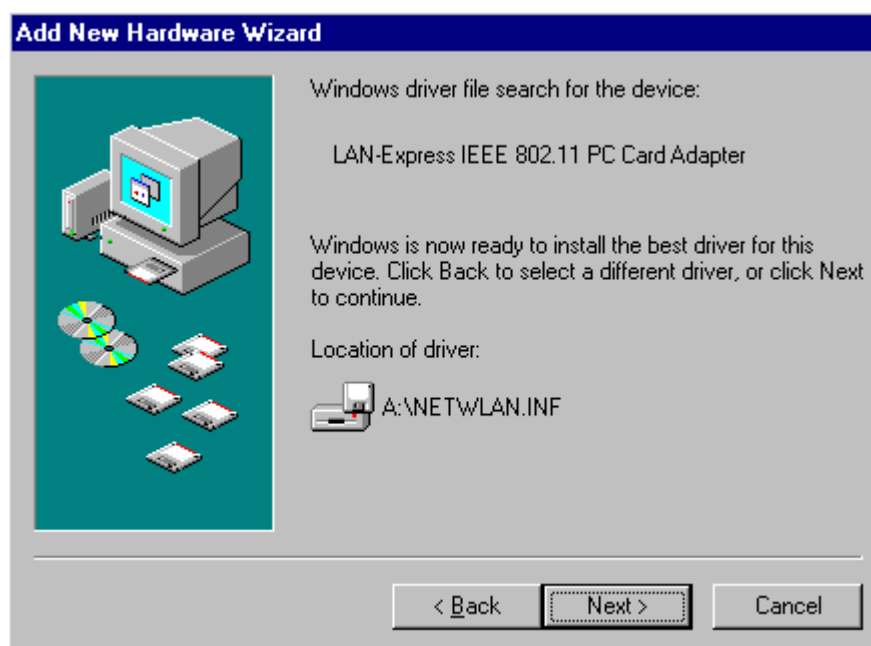 Add New Hardware Wizard
Windows driver file search for the device:
LAN-Express IEEE 802.11 PC Card Adapter
Windows is now ready to install the best driver for this
device. Click Back to select a different driver, or click Next
to continue.
Location of driver:
A:\NETWLAN.INF
< Back
Next >
Cancel